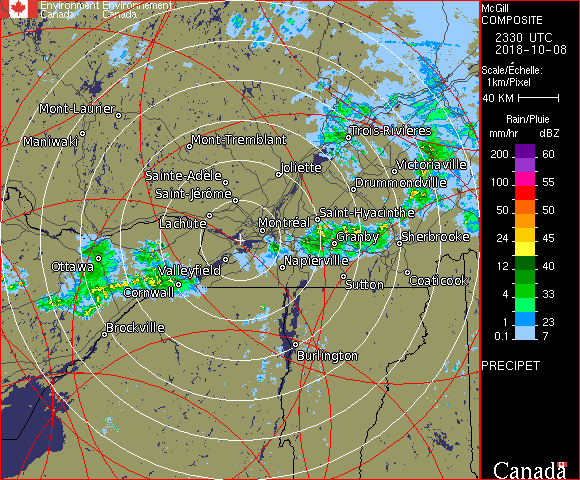 Environment Environnement
Canada Canada
McGill
COMPOSITE
2330 UTC
2018-10-08
Scale/Échelle:
1km/Pixel
40 KM
Rain/Pluie
mm/hr dBZ
200 60
150 55
100 55
50 50
24 45
12 40
4 33
1 23
0.1 7
PRECIPET
Canada
Mont-Laurier
Maniwaki
Mont-Tremblant
Trois-Rivières
Sainte-Adèle
Joliette
Victoriaville
Saint-Jérôme
Drummondville
Lachute
Montréal
Saint-Hyacinthe
Granby
Sherbrooke
Ottawa
Valleyfield
Napierville
Cornwall
Sutton
Coaticook
Brockville
Burlington